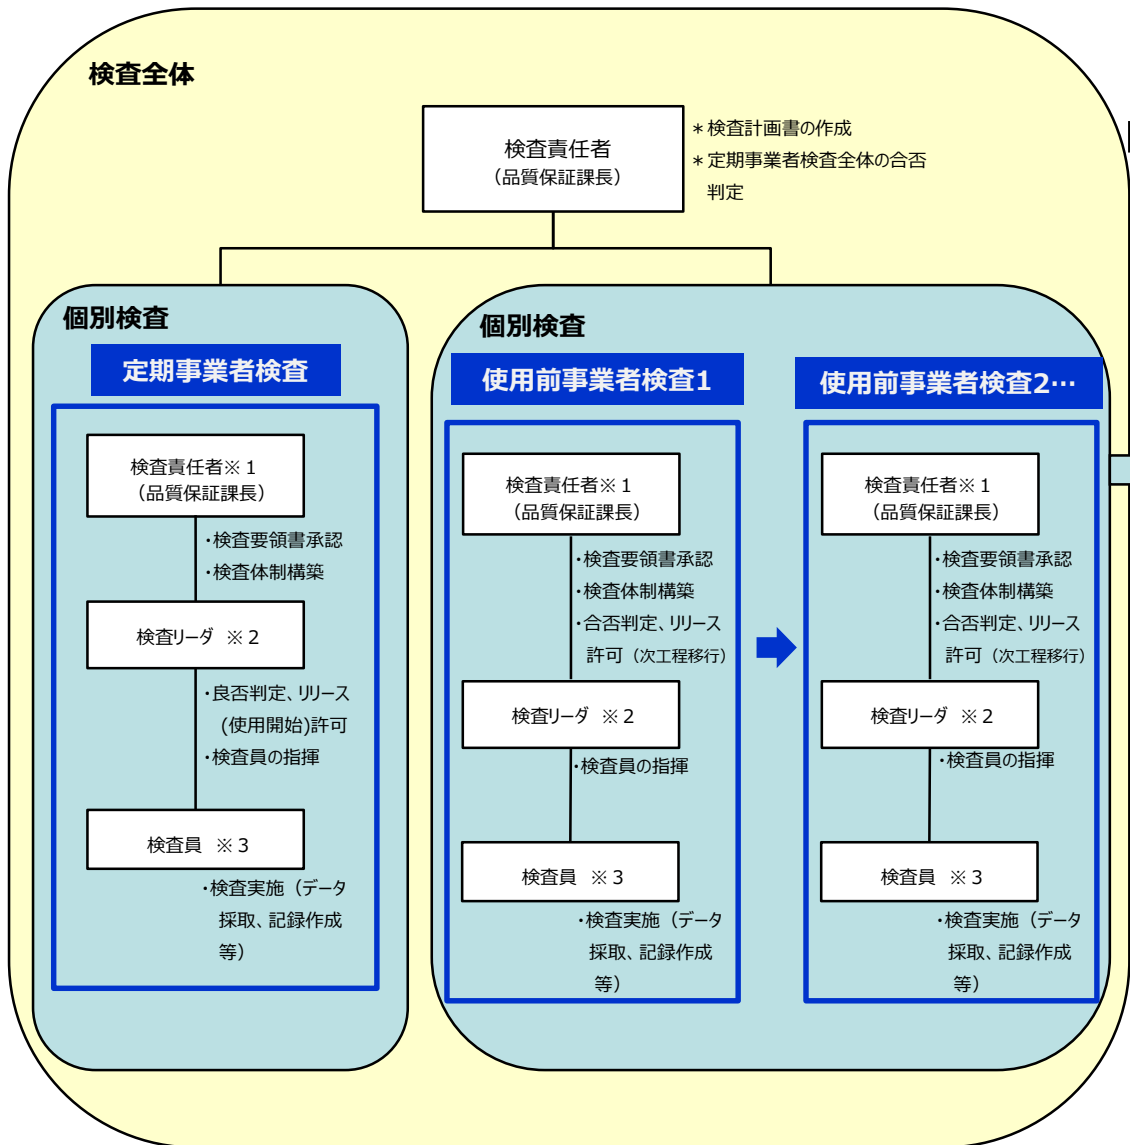 検査全体
検査責任者
（品質保証課長）
＊検査計画書の作成
＊定期事業者検査全体の合否
判定
個別検査
定期事業者検査
検査責任者※１
（品質保証課長）
・検査要領書承認
・検査体制構築
検査リーダ ※２
・良否判定、リリース
(使用開始)許可
・検査員の指揮
検査員 ※３
・検査実施（データ
採取、記録作成
等）
個別検査
使用前事業者検査1
検査責任者※１
（品質保証課長）
・検査要領書承認
・検査体制構築
・合否判定、リリース
許可（次工程移行）
検査リーダ ※２
・検査員の指揮
検査員 ※３
・検査実施（データ
採取、記録作成
等）
使用前事業者検査2…
検査責任者※１
（品質保証課長）
・検査要領書承認
・検査体制構築
・合否判定、リリース
許可（次工程移行）
検査リーダ ※２
・検査員の指揮
検査員 ※３
・検査実施（データ
採取、記録作成
等）